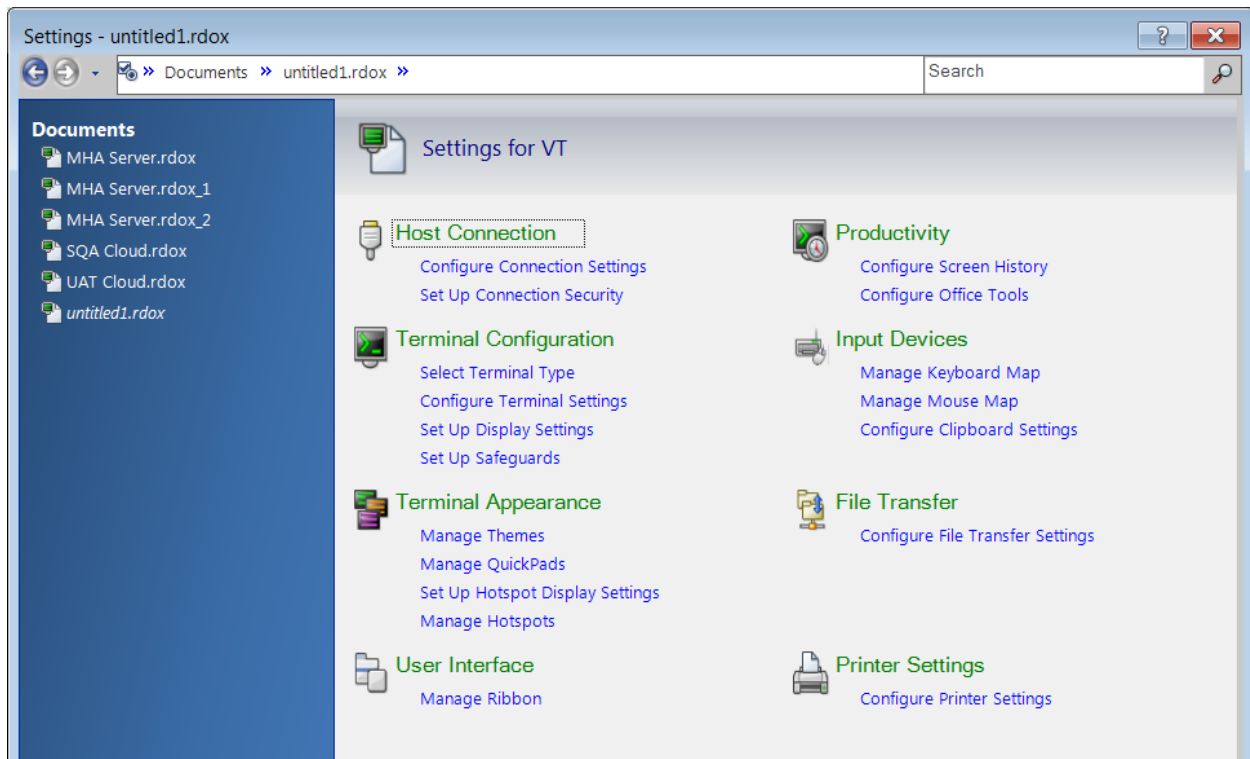 Settings - untitled1.rdox
» Documents » untitled1.rdox »
Search
Documents
MHA Server.rdox
MHA Server.rdox_1
MHA Server.rdox_2
SQA Cloud.rdox
UAT Cloud.rdox
untitled1.rdox
Settings for VT
Host Connection
Configure Connection Settings
Set Up Connection Security
Terminal Configuration
Select Terminal Type
Configure Terminal Settings
Set Up Display Settings
Set Up Safeguards
Terminal Appearance
Manage Themes
Manage QuickPads
Set Up Hotspot Display Settings
Manage Hotspots
User Interface
Manage Ribbon
Productivity
Configure Screen History
Configure Office Tools
Input Devices
Manage Keyboard Map
Manage Mouse Map
Configure Clipboard Settings
File Transfer
Configure File Transfer Settings
Printer Settings
Configure Printer Settings